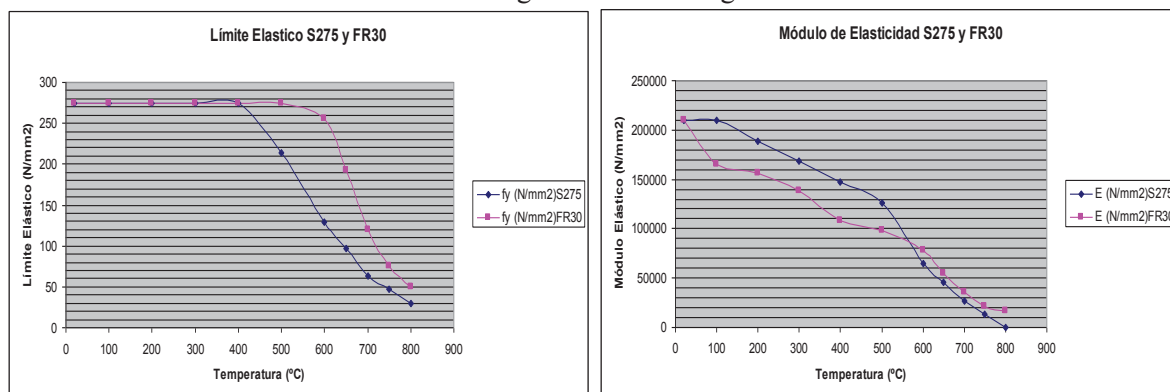 Límite Elastico S275 y FR30
300
250
200
150
100
50
0
Límite Elástico (N/mm2)
0 100 200 300 400 500 600 700 800 900
Temperatura (ºC)
fy (N/mm2)S275
fy (N/mm2)FR30
Módulo de Elasticidad S275 y FR30
250000
200000
150000
100000
50000
0
Módulo Elástico (N/mm2)
0 100 200 300 400 500 600 700 800 900
Temperatura (ºC)
E (N/mm2)S275
E (N/mm2)FR30